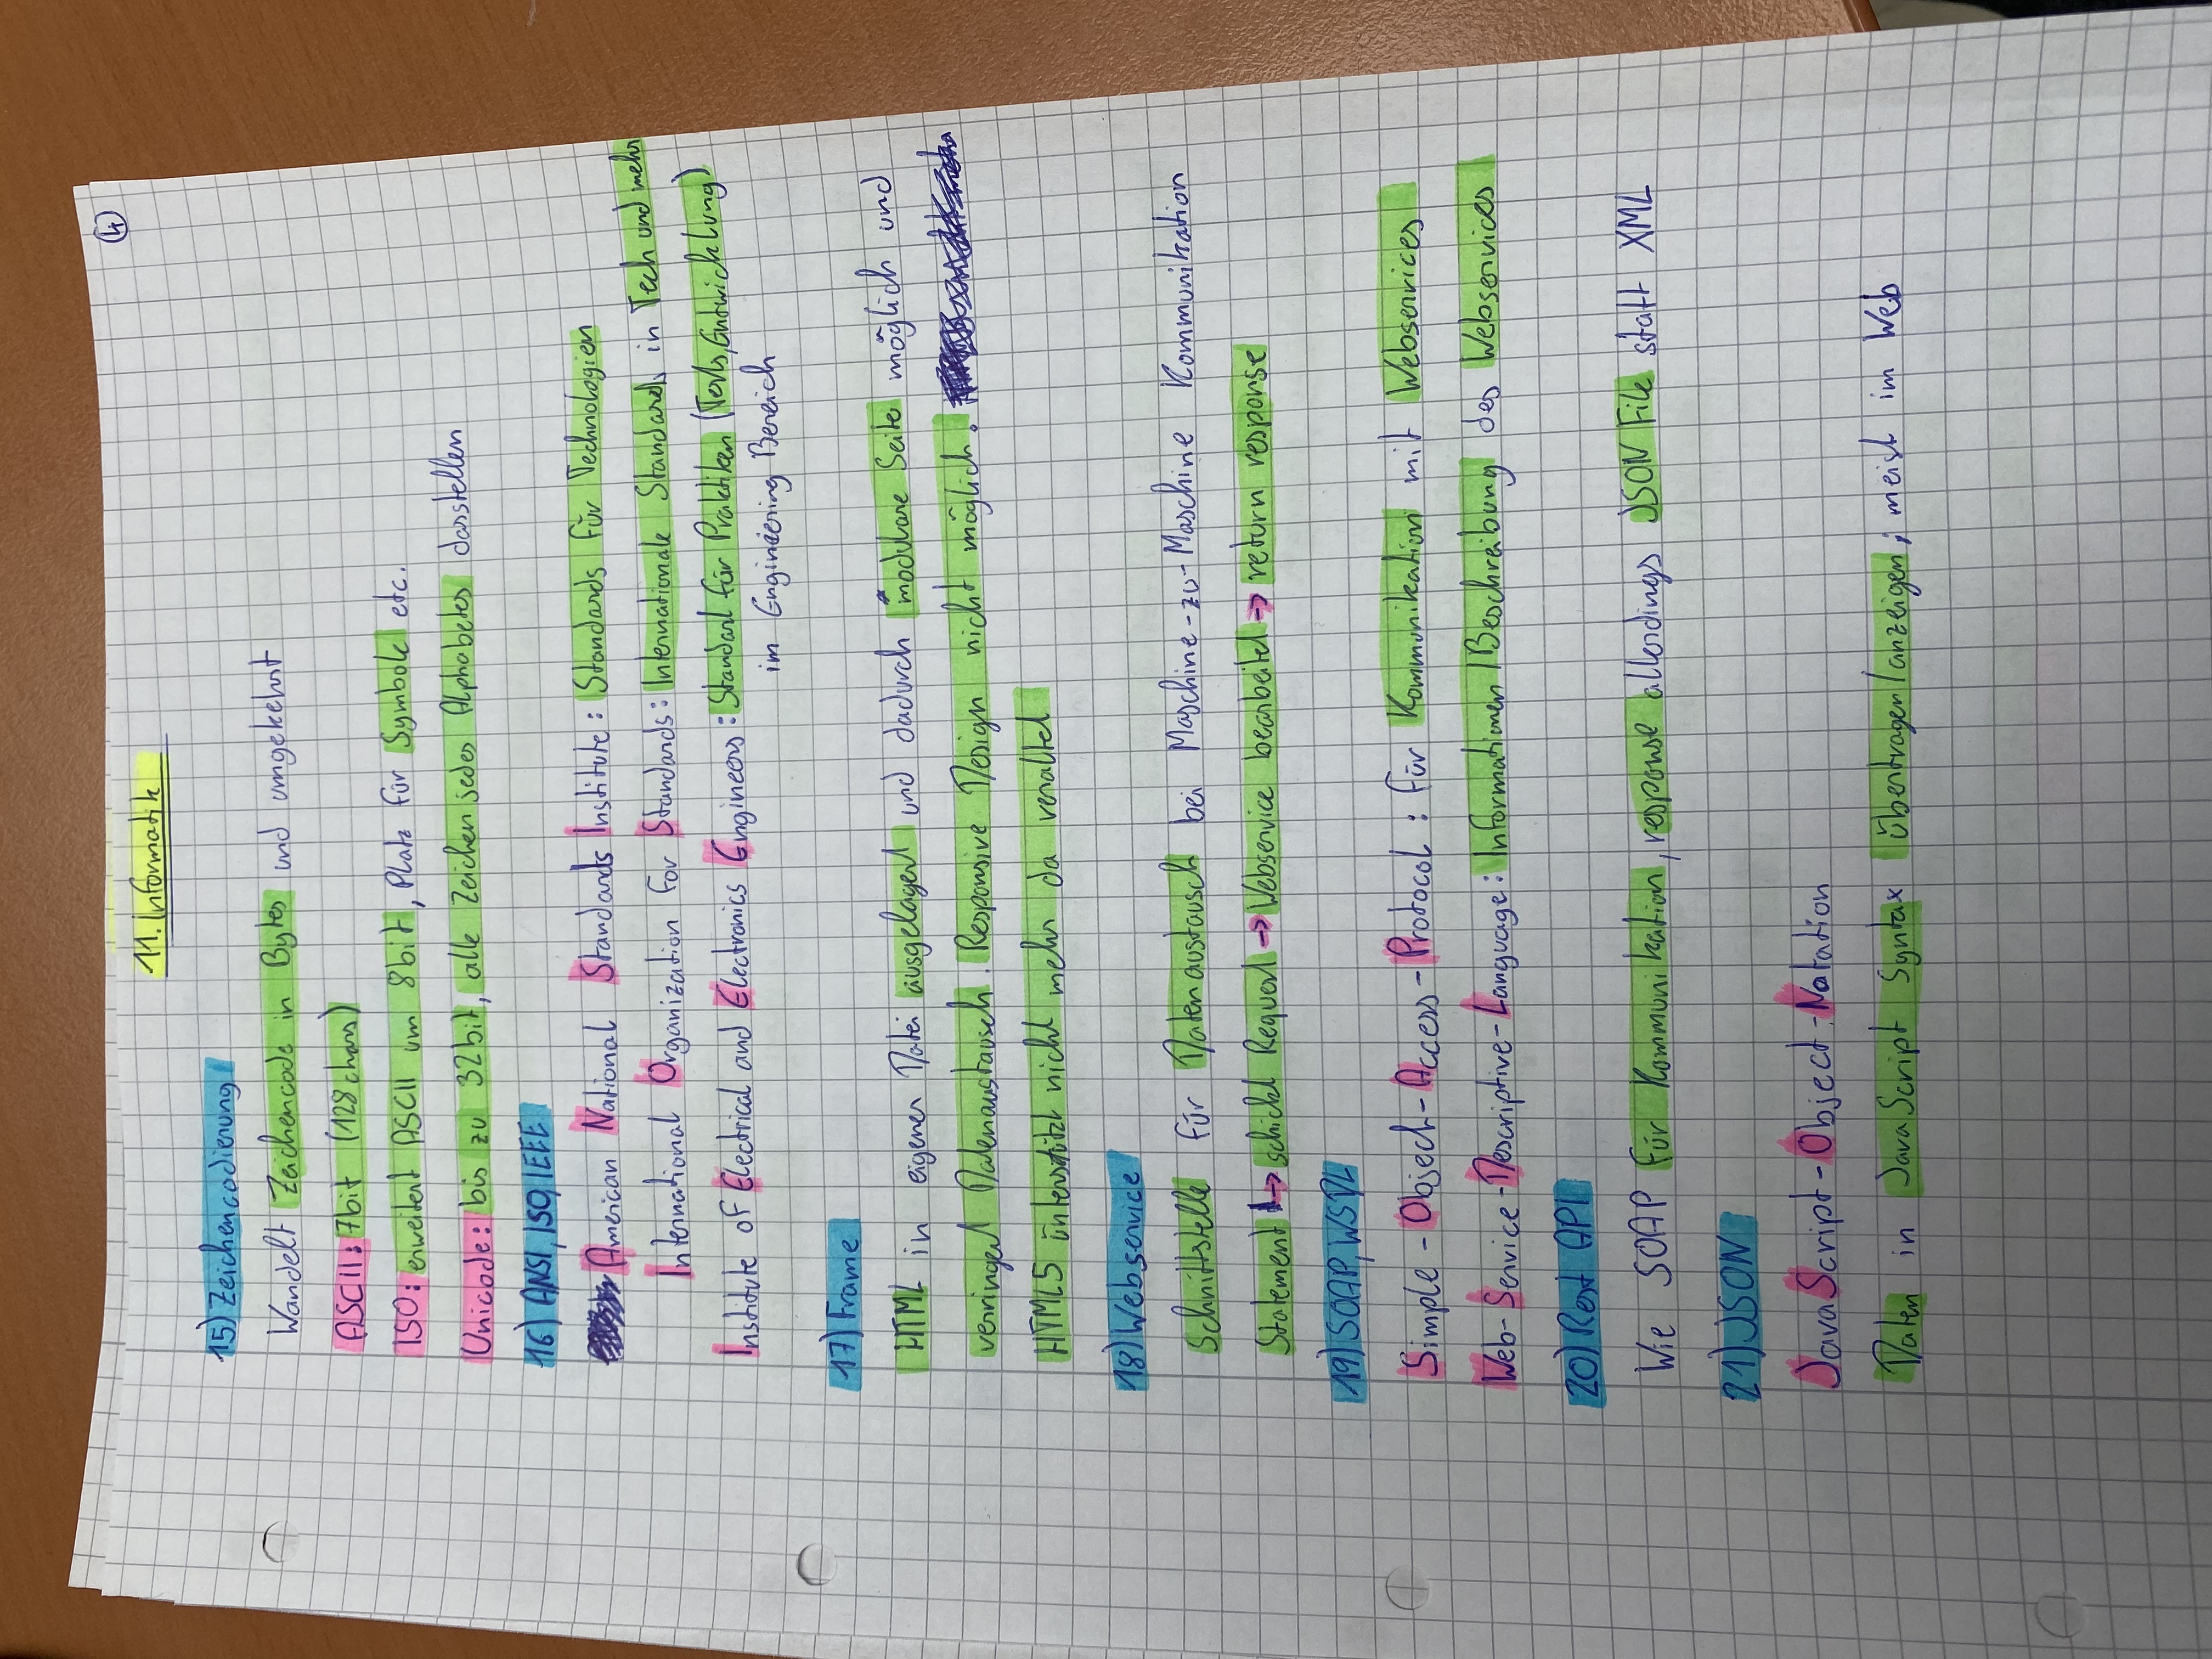 4
11. Informatik
15) Zeichencodierung
Wandelt Zeichencode in Bytes und umgekehrt
ASCII: 7bit (128 chars)
ISO: erweitert ASCII um 8bit, Platz für Symbole etc.
Unicode: bis zu 32bit, alle Zeichen jedes Alphabetes darstellen
16) ANSI, ISO, IEEE
American National Standards Institute: Standards für Technologien
International Organization for Standards: Internationale Standards in Tech und mehr
Institute of Electrical and Electronics Engineers: Standard für Praktiken (Tests, Entwicklung)
im Engineering Bereich
17) Frame
HTML in eigener Datei ausgelagert und dadurch modulare Seite möglich und
verringert Datenaustausch. Responsive Design nicht möglich.
HTML5 unterstützt nicht mehr da veraltet
18) Webservice
Schnittstelle für Datenaustausch bei Maschine-zu-Maschine Kommunikation
Statement → schickt Request → Webservice bearbeitet → return response
19) SOAP, WSDL
Simple-Object-Access-Protocol: für Kommunikation mit Webservices
Web-Service-Descriptive-Language: Informationen/Beschreibung des Webservices
20) Rest API
Wie SOAP für Kommunikation, response allerdings JSON File statt XML
21) JSON
JavaScript-Object-Notation
Daten in JavaScript Syntax übertragen/anzeigen; meist im Web